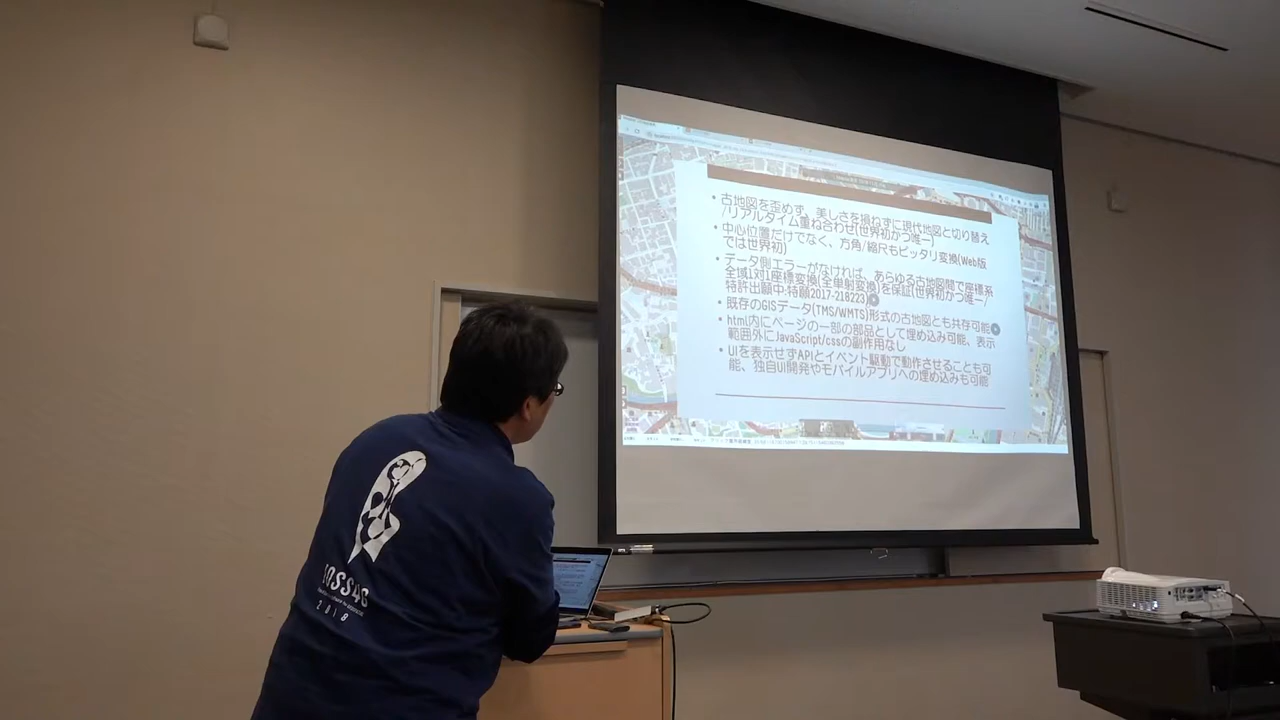 • 古地図を歪めず、美しさを損ねずに現代地図と切り替え
/リアルタイム重ね合わせ(世界初かつ唯一)
• 中心位置だけでなく、方角/縮尺もピッタリ変換(Web版
では世界初)
• データ側エラーがなければ、あらゆる古地図間で座標系
全域1対1座標変換(全単射変換)を保証(世界初かつ唯一/
特許出願中:特願2017-218223)
• 既存のGISデータ(TMS/WMTS)形式の古地図とも共存可能
• html内にページの一部の部品として埋め込み可能、表示
範囲外にJavaScript/cssの副作用なし
• UIを表示せずAPIとイベント駆動で動作させることも可
能、独自UI開発やモバイルアプリへの埋め込みも可能
2018